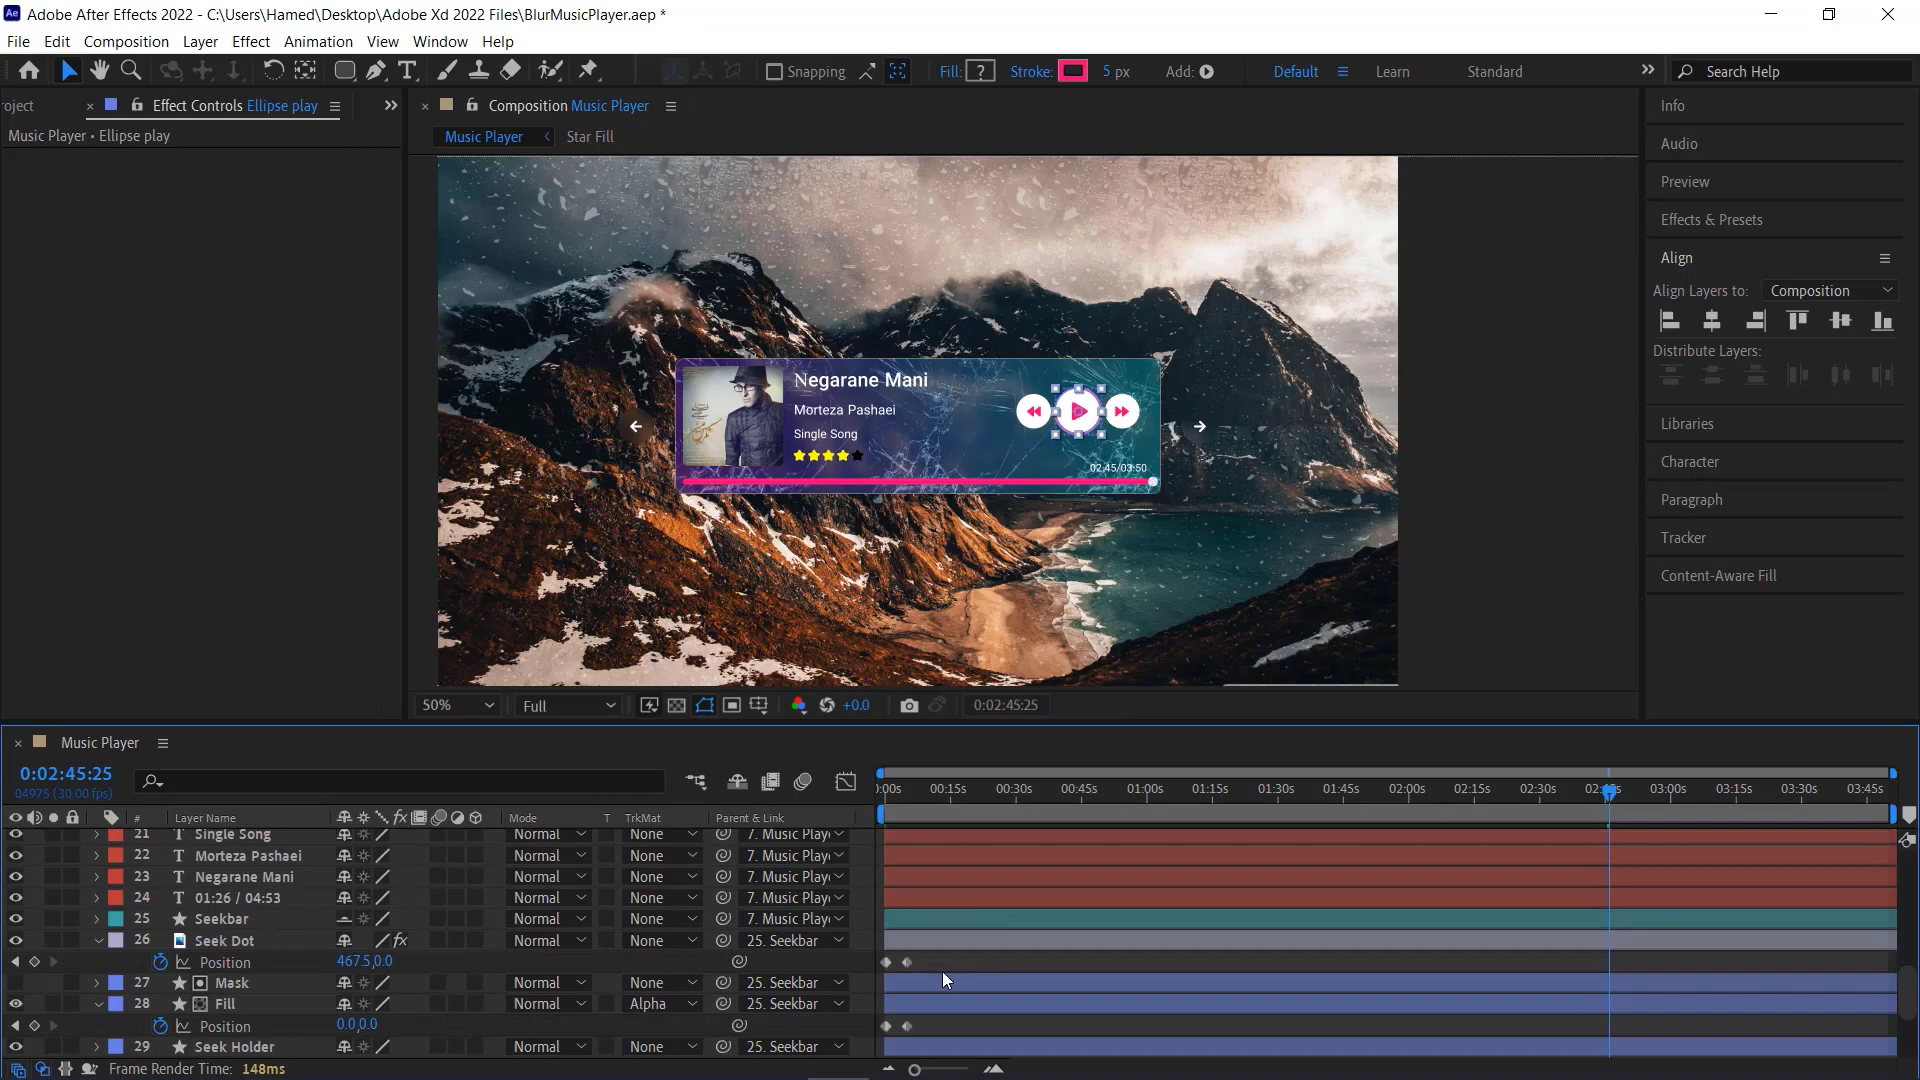 Adobe After Effects 2022 - C:\Users\Hamed\Desktop\Adobe Xd 2022 Files\BlurMusicPlayer.aep *
File Edit Composition Layer Effect Animation View Window Help
Snapping Fill: ? Stroke: 5 px Add: Default Learn Standard Search Help
oject Effect Controls Ellipse play Composition Music Player
Music Player • Ellipse play
Music Player Star Fill
Info
Audio
Preview
Effects & Presets
Align
Align Layers to: Composition
Distribute Layers:
Libraries
Character
Paragraph
Tracker
Content-Aware Fill
Negarane Mani
Morteza Pashaei
Single Song
02:45/03:50
50% Full +0.0 0:02:45:25
Music Player
0:02:45:25
04975 (30.00 fps)
0:00s 00:15s 00:30s 00:45s 01:00s 01:15s 01:30s 01:45s 02:00s 02:15s 02:30s 02:45s 03:00s 03:15s 03:30s 03:45s
# Layer Name Mode T TrkMat Parent & Link
21 T Single Song Normal None 7. Music Playe
22 T Morteza Pashaei Normal None 7. Music Playe
23 T Negarane Mani Normal None 7. Music Playe
24 T 01:26 / 04:53 Normal None 7. Music Playe
25 Seekbar Normal None 7. Music Playe
26 Seek Dot fx Normal None 25. Seekbar
Position 467.5,0.0
27 Mask Normal None 25. Seekbar
28 Fill Normal Alpha 25. Seekbar
Position 0.0,0.0
29 Seek Holder Normal None 25. Seekbar
Frame Render Time: 148ms